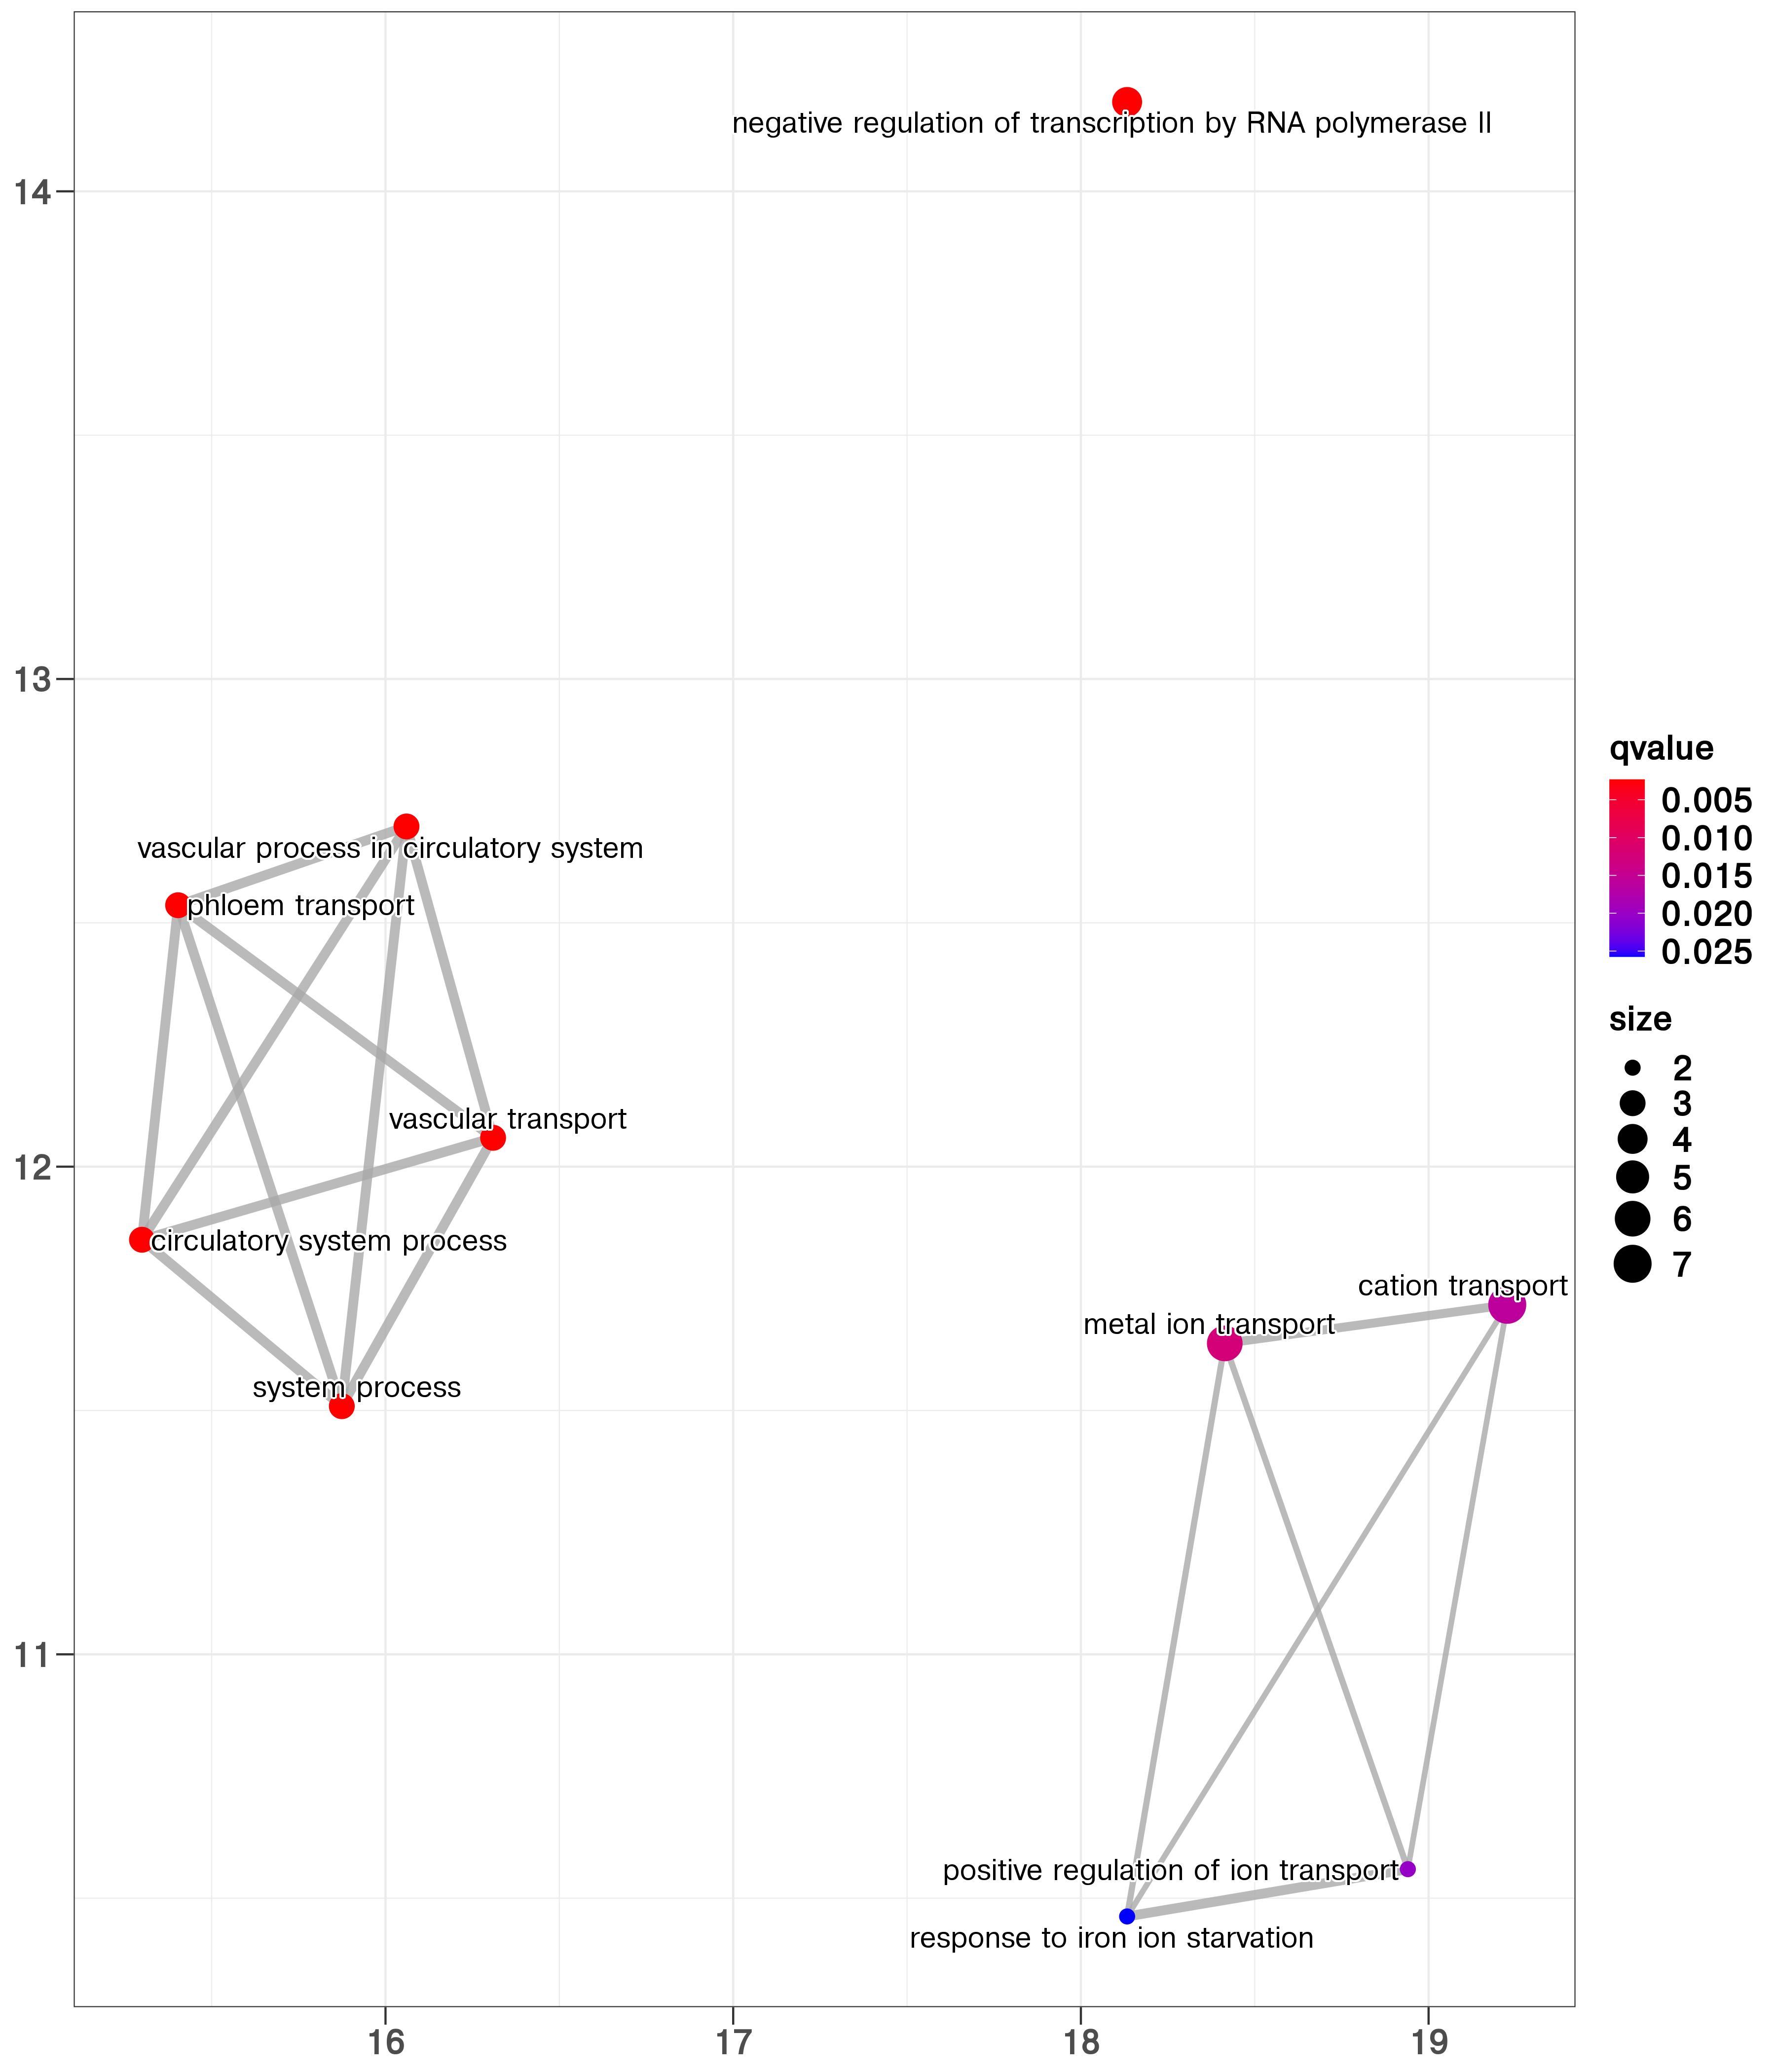 negative regulation of transcription by RNA polymerase II
14
13
vascular process in circulatory system
phloem transport
vascular transport
12
circulatory system process
cation transport
metal ion transport
system process
11
positive regulation of ion transport
response to iron ion starvation
16
17
18
19
qvalue
0.005
0.010
0.015
0.020
0.025
size
2
3
4
5
6
7